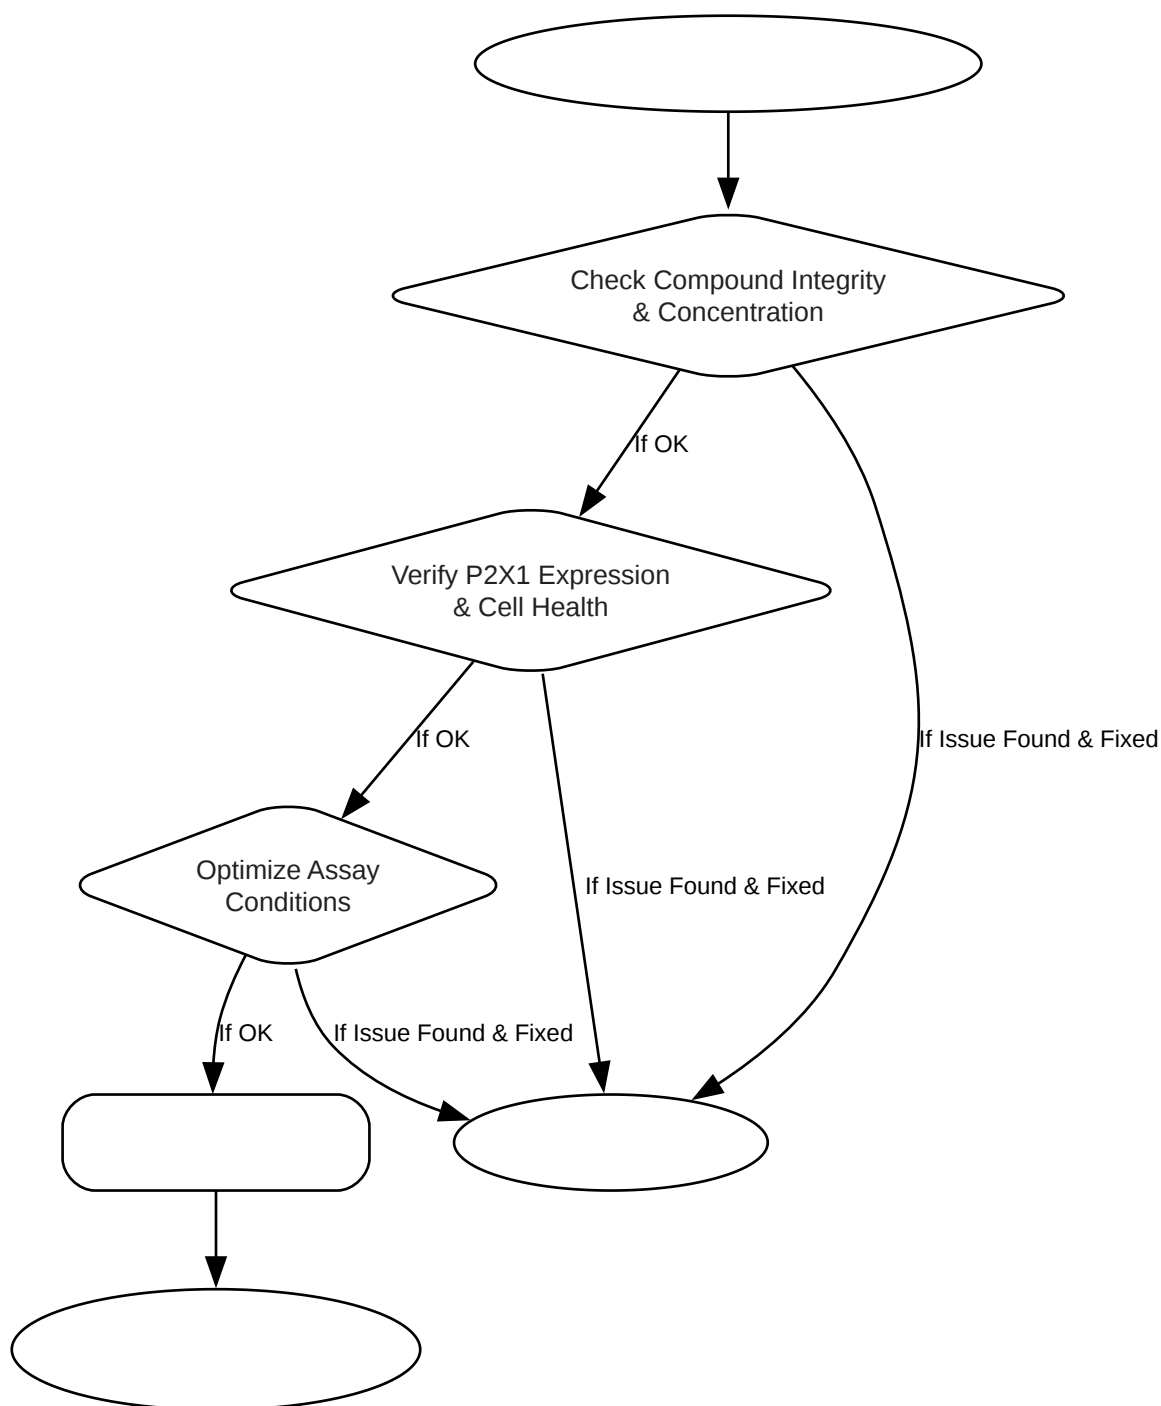 Check Compound Integrity
& Concentration
If OK
Verify P2X1 Expression
& Cell Health
If OK
If Issue Found & Fixed
Optimize Assay
Conditions
If Issue Found & Fixed
If OK
If Issue Found & Fixed